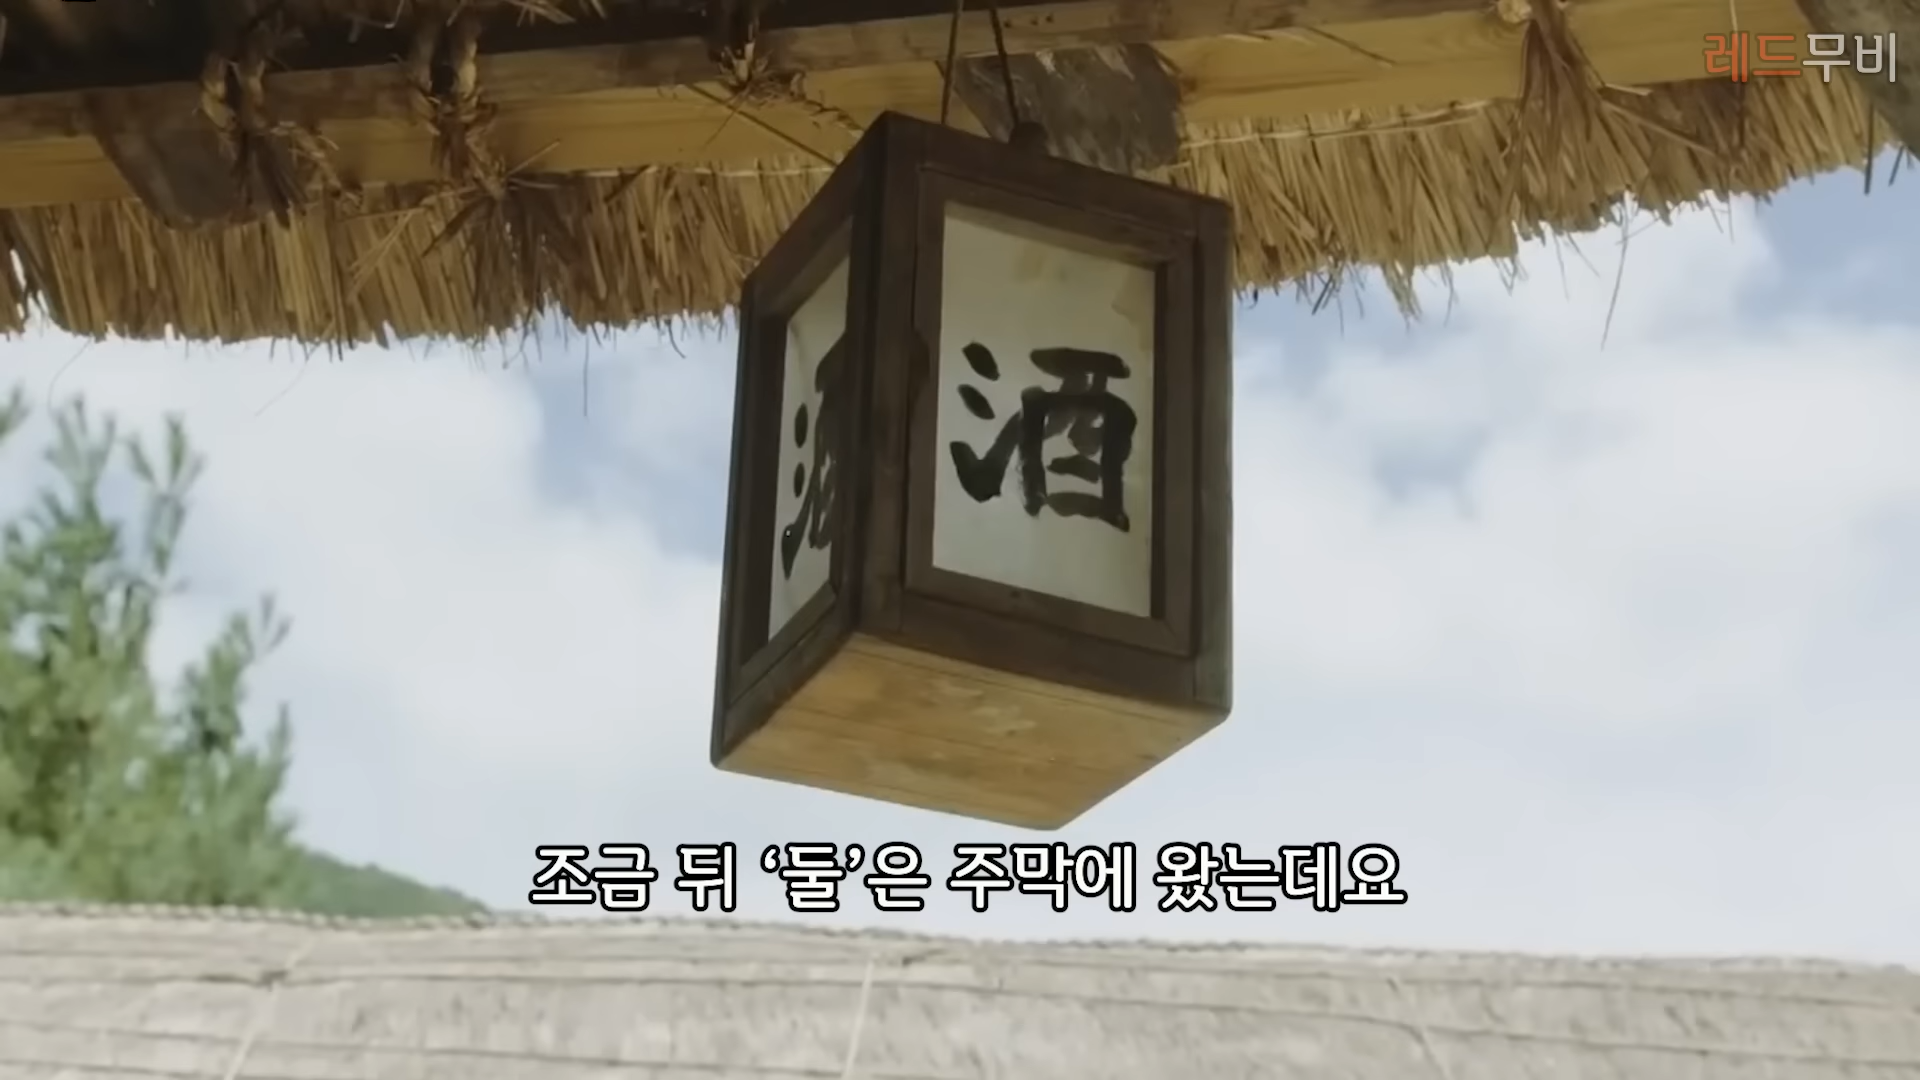 레드무비
酒
酒
조금 뒤 ‘둘’은 주막에 왔는데요